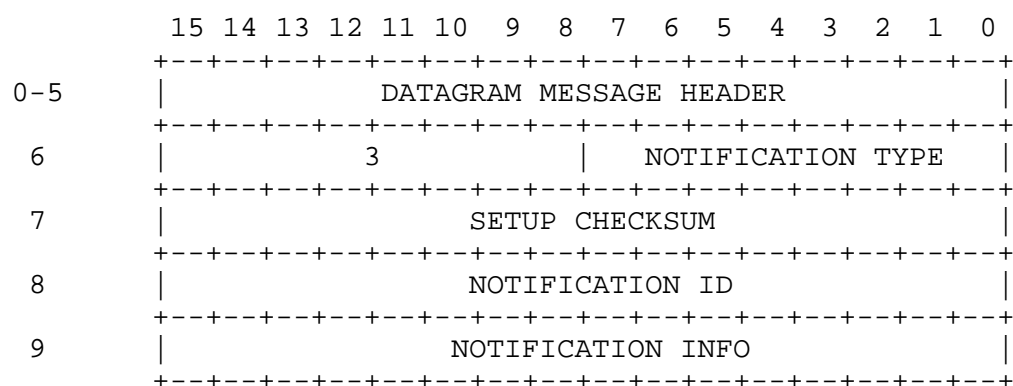 15 14 13 12 11 10 9 8 7 6 5 4 3 2 1 0
+--+--+--+--+--+--+--+--+--+--+--+--+--+--+--+--+
0-5 | DATAGRAM MESSAGE HEADER |
+--+--+--+--+--+--+--+--+--+--+--+--+--+--+--+--+
6 | 3 | NOTIFICATION TYPE |
+--+--+--+--+--+--+--+--+--+--+--+--+--+--+--+--+
7 | SETUP CHECKSUM |
+--+--+--+--+--+--+--+--+--+--+--+--+--+--+--+--+
8 | NOTIFICATION ID |
+--+--+--+--+--+--+--+--+--+--+--+--+--+--+--+--+
9 | NOTIFICATION INFO |
+--+--+--+--+--+--+--+--+--+--+--+--+--+--+--+--+